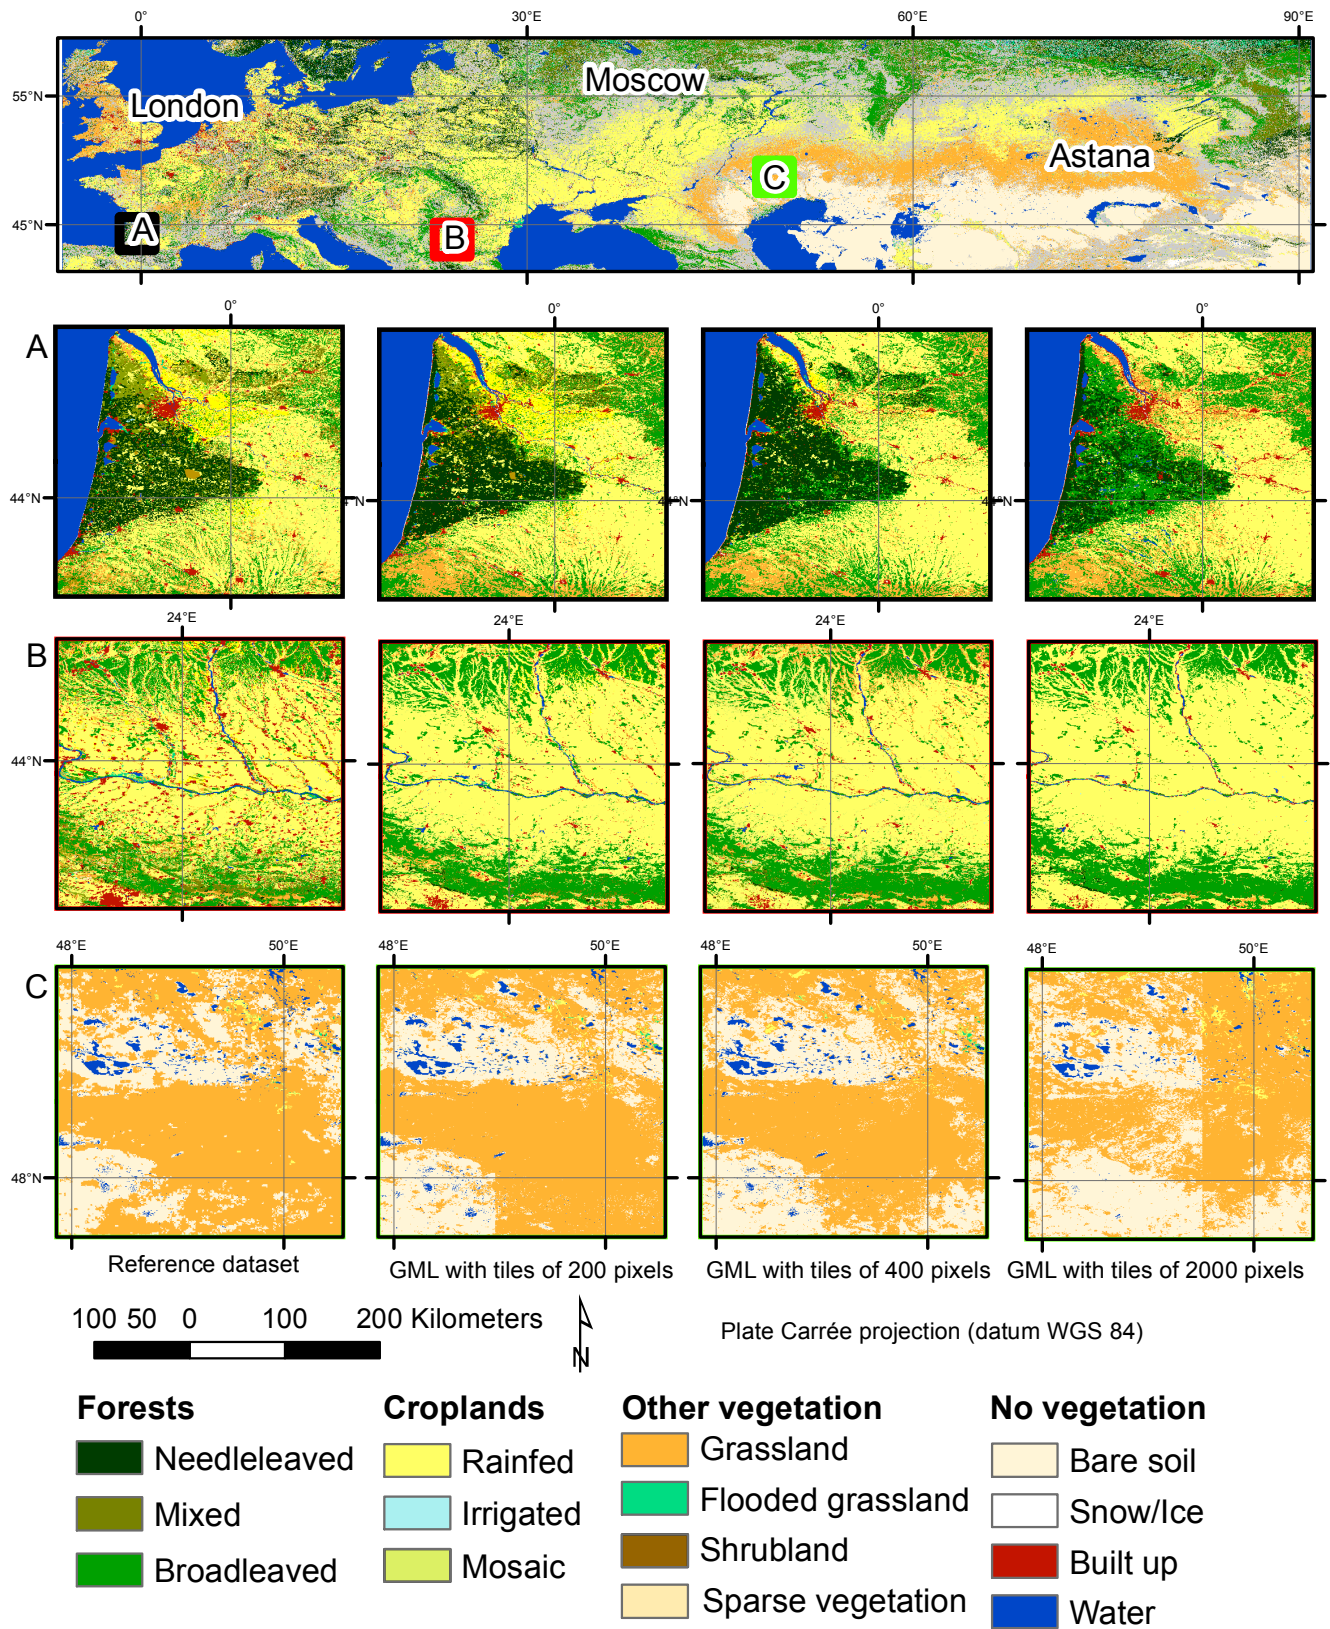 0° 30°E 60°E 90°E
55°N
Moscow
London
Astana
C
45°N
A
B
0° 0° 0° 0°
A
44°N
44°N
44°N
24°E 24°E 24°E 24°E
B
44°N
48°E 50°E 48°E 50°E 48°E 50°E 48°E 50°E
C
48°N
Reference dataset
GML with tiles of 200 pixels
GML with tiles of 400 pixels
GML with tiles of 2000 pixels
100 50 0 100 200 Kilometers
N
Plate Carrée projection (datum WGS 84)
Forests
Needleleaved
Mixed
Broadleaved
Croplands
Rainfed
Irrigated
Mosaic
Other vegetation
Grassland
Flooded grassland
Shrubland
Sparse vegetation
No vegetation
Bare soil
Snow/Ice
Built up
Water